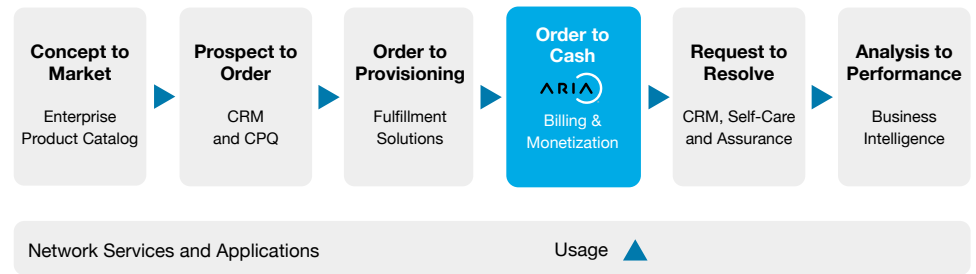 Concept to
Market
Enterprise
Product Catalog
Prospect to
Order
CRM
and CPQ
Order to
Provisioning
Fulfillment
Solutions
Order to
Cash
ARIA
Billing &
Monetization
Request to
Resolve
CRM, Self-Care
and Assurance
Analysis to
Performance
Business
Intelligence
Network Services and Applications
Usage